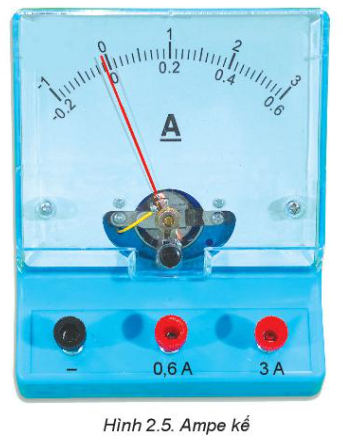 -1 0 1 2 3
-0.2 0 0.2 0.4 0.6
A
– 0,6 A 3 A
Hình 2.5. Ampe kế